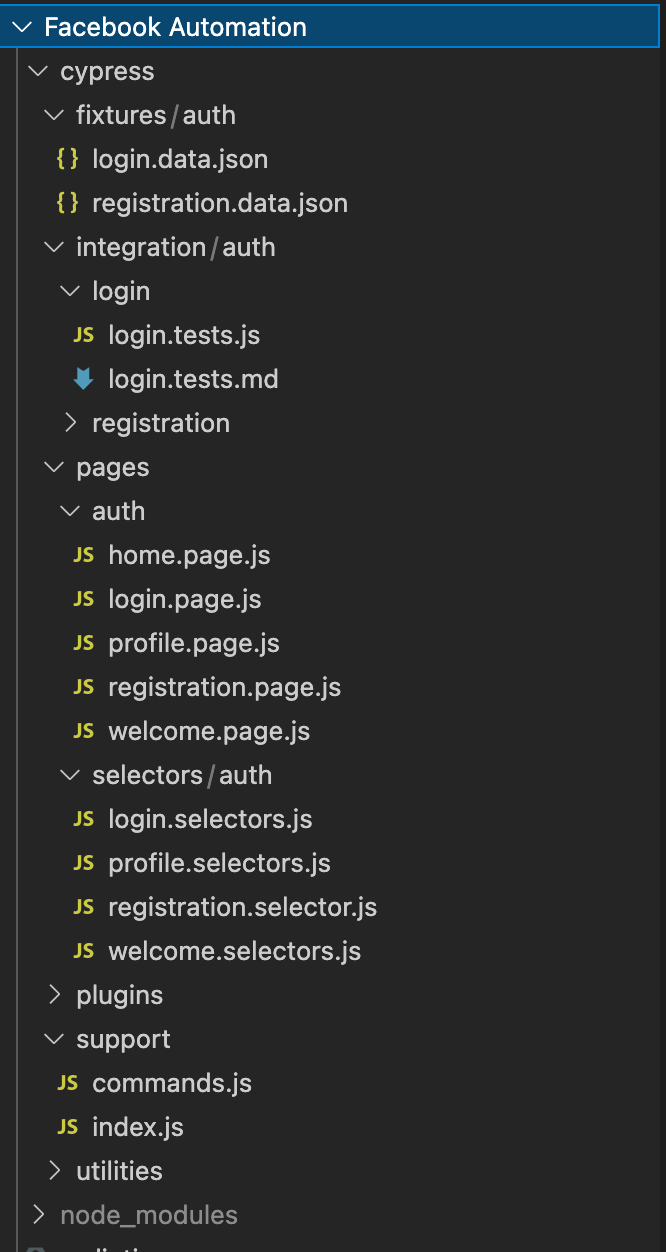 Facebook Automation
cypress
fixtures/auth
{} login.data.json
{} registration.data.json
integration/auth
login
JS login.tests.js
login.tests.md
registration
pages
auth
JS home.page.js
JS login.page.js
JS profile.page.js
JS registration.page.js
JS welcome.page.js
selectors/auth
JS login.selectors.js
JS profile.selectors.js
JS registration.selector.js
JS welcome.selectors.js
plugins
support
JS commands.js
JS index.js
utilities
node_modules